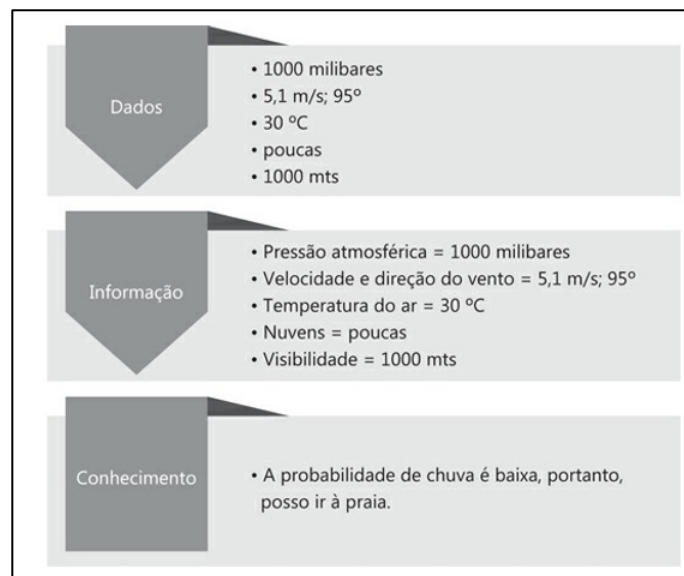 Dados
• 1000 milibares
• 5,1 m/s; 95º
• 30 ºC
• poucas
• 1000 mts
Informação
• Pressão atmosférica = 1000 milibares
• Velocidade e direção do vento = 5,1 m/s; 95º
• Temperatura do ar = 30 ºC
• Nuvens = poucas
• Visibilidade = 1000 mts
Conhecimento
• A probabilidade de chuva é baixa, portanto,
posso ir à praia.